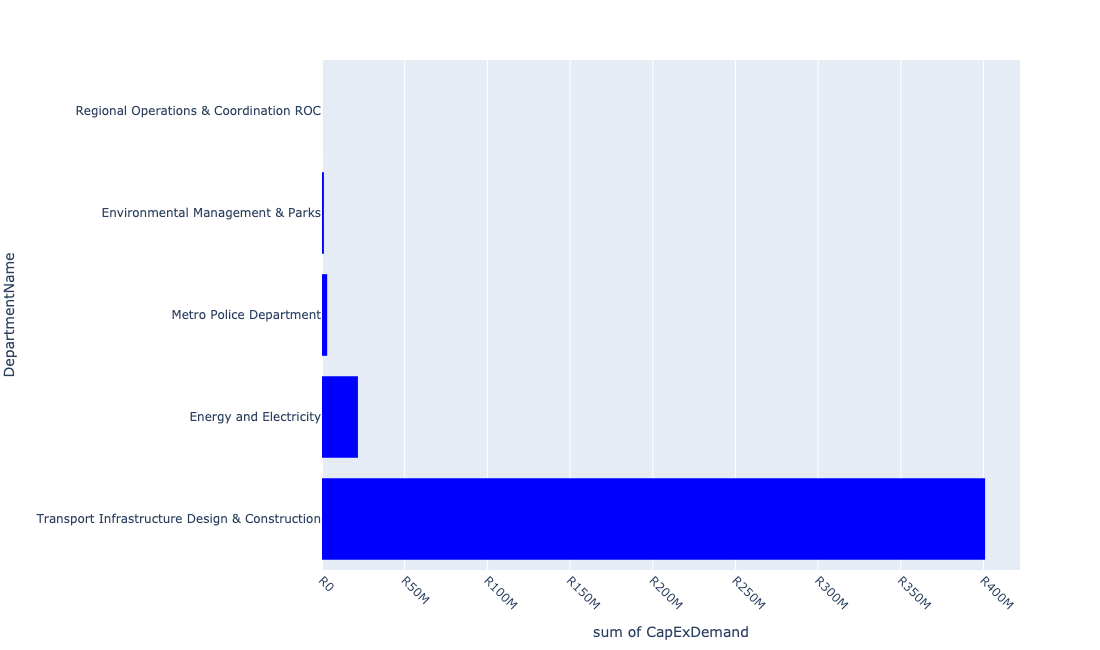 Regional Operations & Coordination ROC
Environmental Management & Parks
Metro Police Department
Energy and Electricity
Transport Infrastructure Design & Construction
DepartmentName
R0
R50M
R100M
R150M
R200M
R250M
R300M
R350M
R400M
sum of CapExDemand